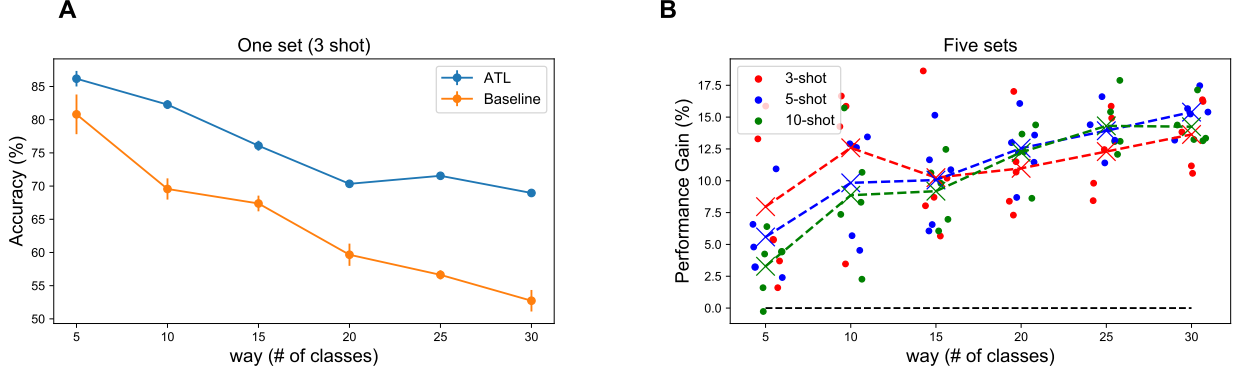 A
One set (3 shot)
Accuracy (%)
85
80
75
70
65
60
55
50
ATL
Baseline
5
10
15
20
25
30
way (# of classes)
B
Five sets
Performance Gain (%)
17.5
15.0
12.5
10.0
7.5
5.0
2.5
0.0
3-shot
5-shot
10-shot
5
10
15
20
25
30
way (# of classes)